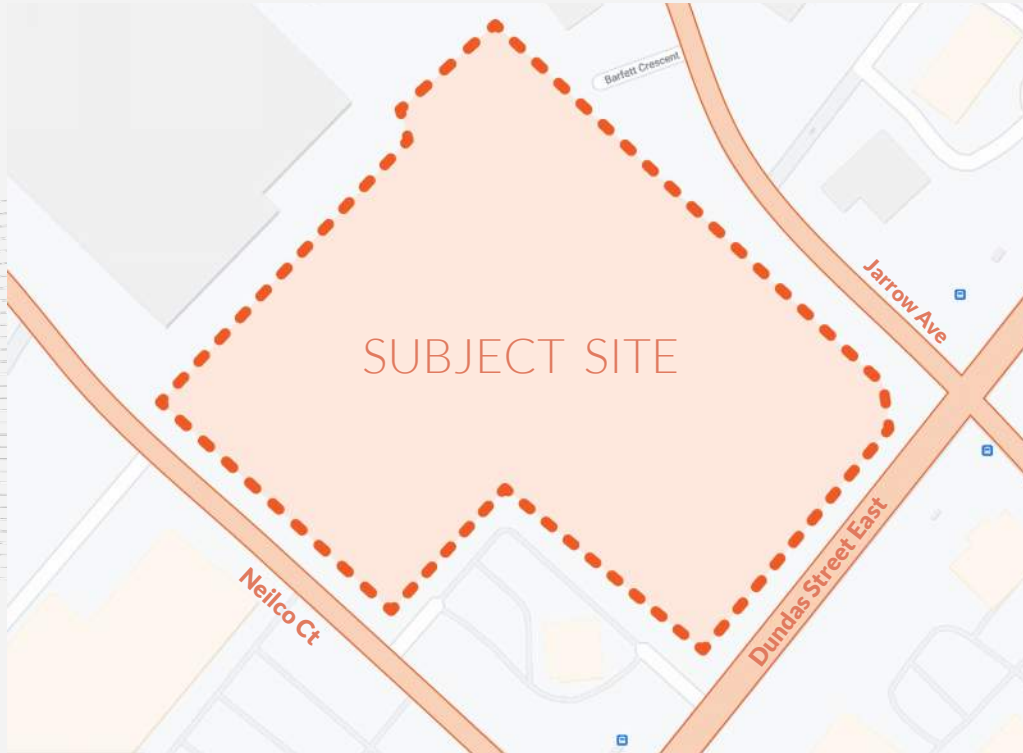 Barfett Crescent
Jarrow Ave
SUBJECT SITE
Neilco Ct
Dundas Street East